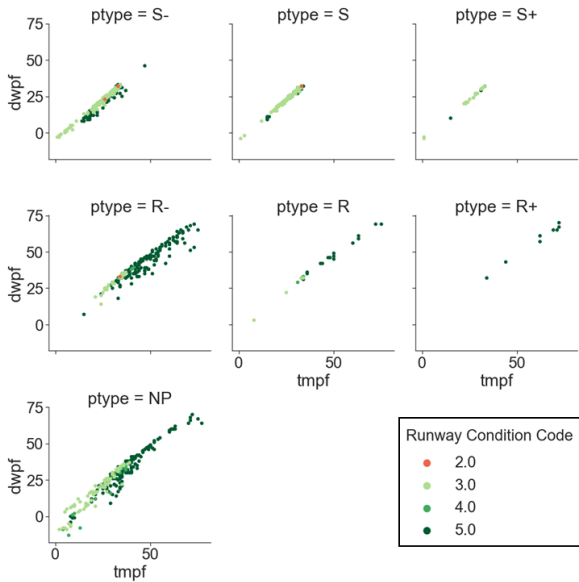 ptype = S-
ptype = S
ptype = S+
75
50
25
0
dwpf
ptype = R-
ptype = R
ptype = R+
75
50
25
0
dwpf
0
50
tmpf
0
50
tmpf
ptype = NP
75
50
25
0
dwpf
0
50
tmpf
Runway Condition Code
2.0
3.0
4.0
5.0